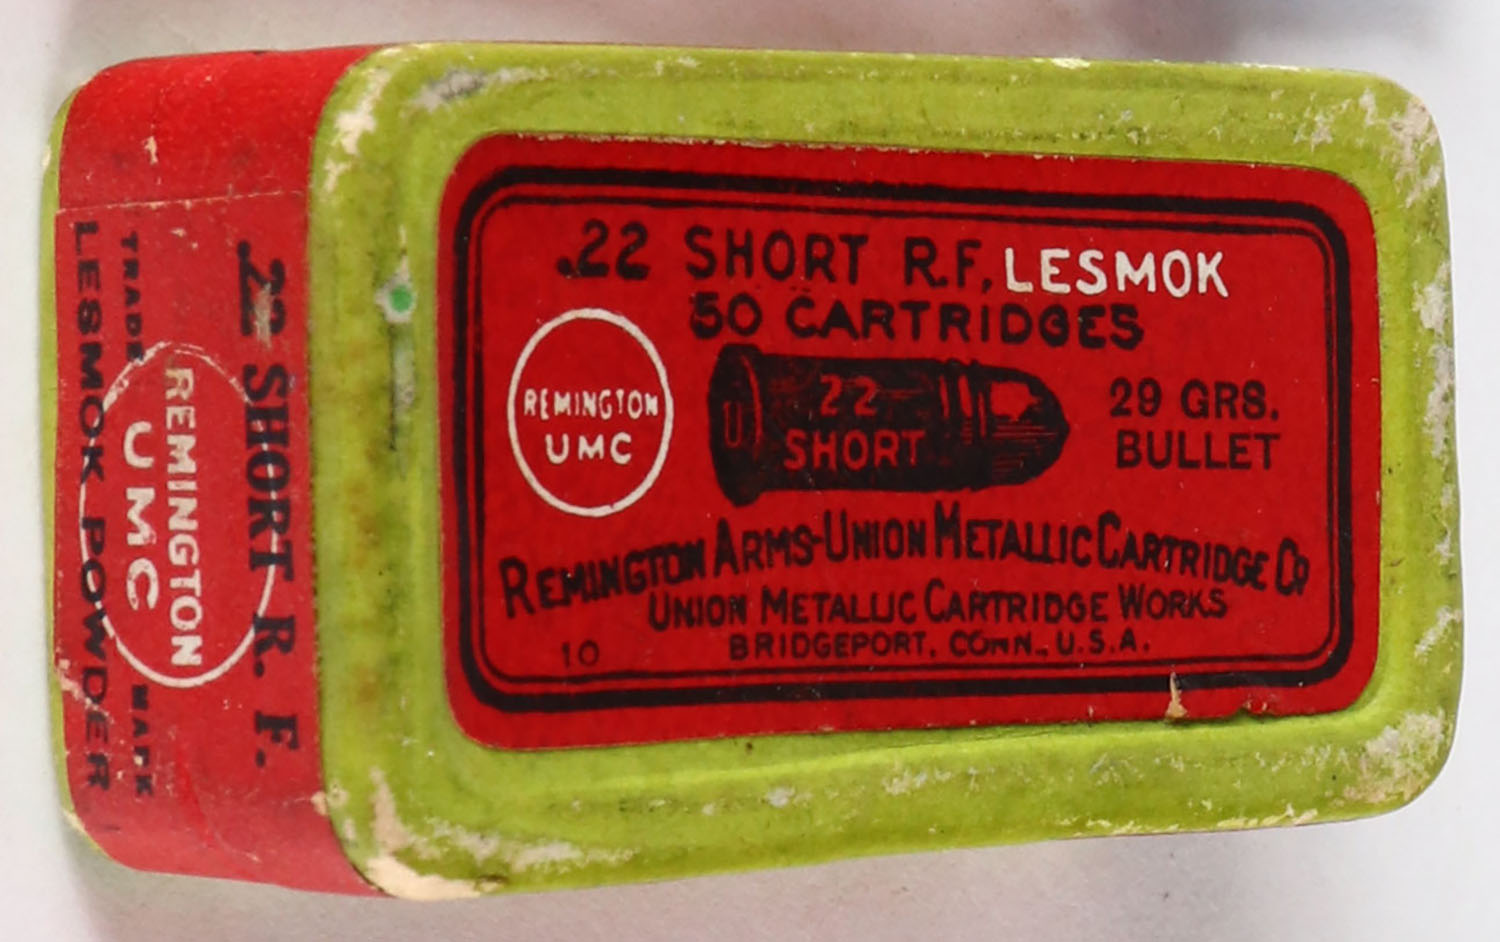 .22 SHORT R.F. LESMOK
50 CARTRIDGES
REMINGTON
UMC
U
22
SHORT
29 GRS.
BULLET
REMINGTON ARMS-UNION METALLIC CARTRIDGE CO
UNION METALLIC CARTRIDGE WORKS
BRIDGEPORT, CONN., U.S.A.
10
.22 SHORT R. F.
REMINGTON
UMC
TRADE MARK
LESMOK POWDER